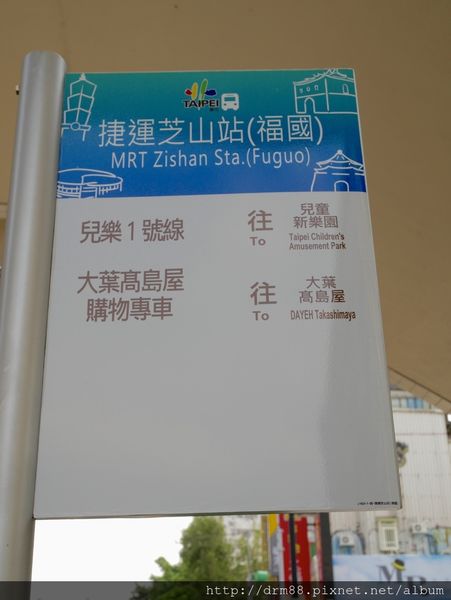 TAIPEI
捷運芝山站(福國)
MRT Zishan Sta.(Fuguo)
兒樂1號線
往
To
兒童
新樂園
Taipei Children's
Amusement Park
大葉髙島屋
購物專車
往
To
大葉
髙島屋
DAYEH Takashimaya
http://drm88.pixnet.net/album